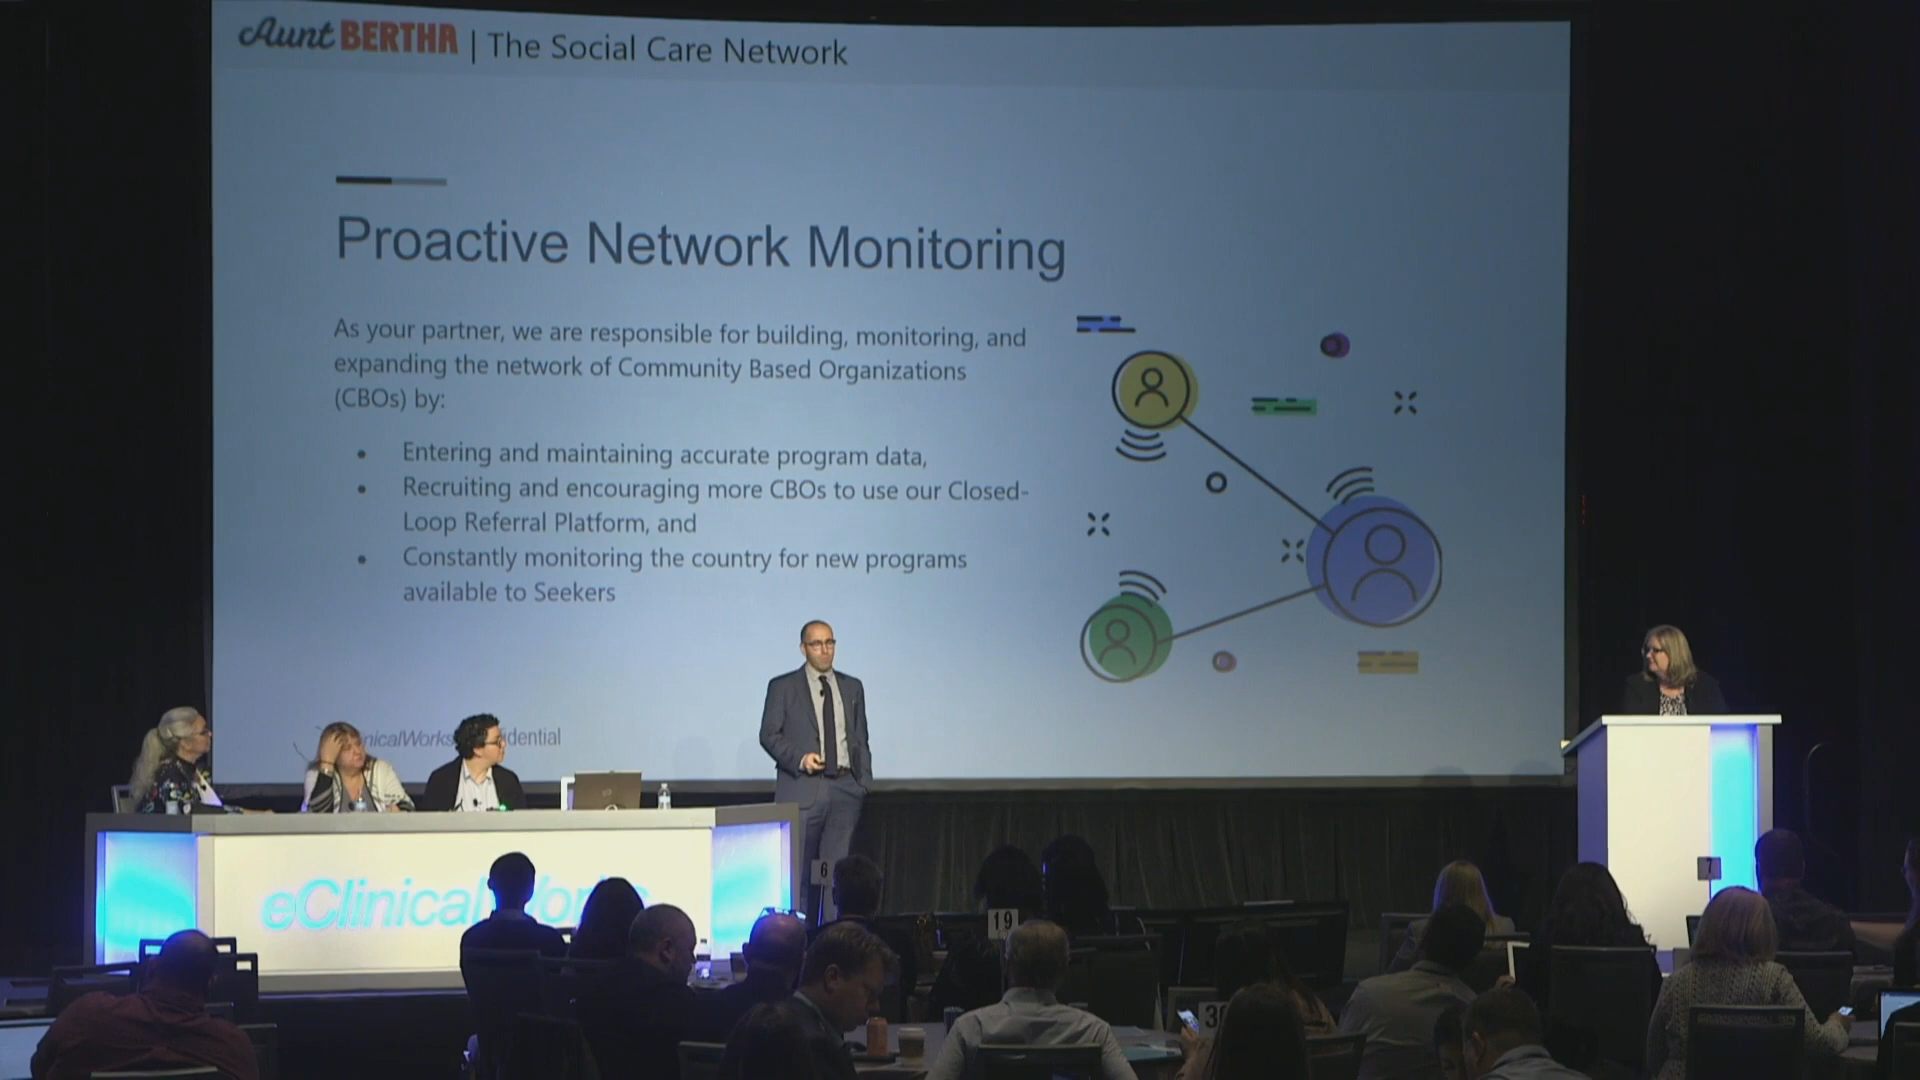 Aunt BERTHA | The Social Care Network
Proactive Network Monitoring
As your partner, we are responsible for building, monitoring, and
expanding the network of Community Based Organizations
(CBOs) by:
• Entering and maintaining accurate program data,
• Recruiting and encouraging more CBOs to use our Closed-
Loop Referral Platform, and
• Constantly monitoring the country for new programs
available to Seekers
nicalWorks dential
eClinicalWorks
6
19
7